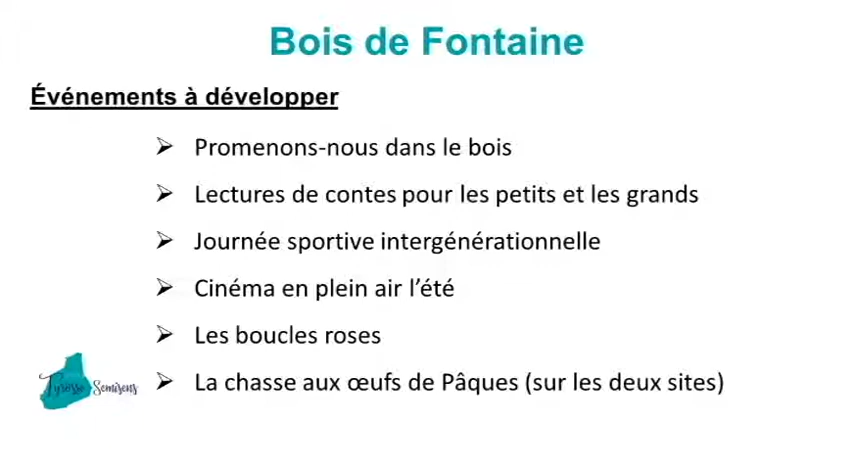 Bois de Fontaine
Événements à développer
➢ Promenons-nous dans le bois
➢ Lectures de contes pour les petits et les grands
➢ Journée sportive intergénérationnelle
➢ Cinéma en plein air l’été
➢ Les boucles roses
➢ La chasse aux œufs de Pâques (sur les deux sites)
Tyrosse Semisens